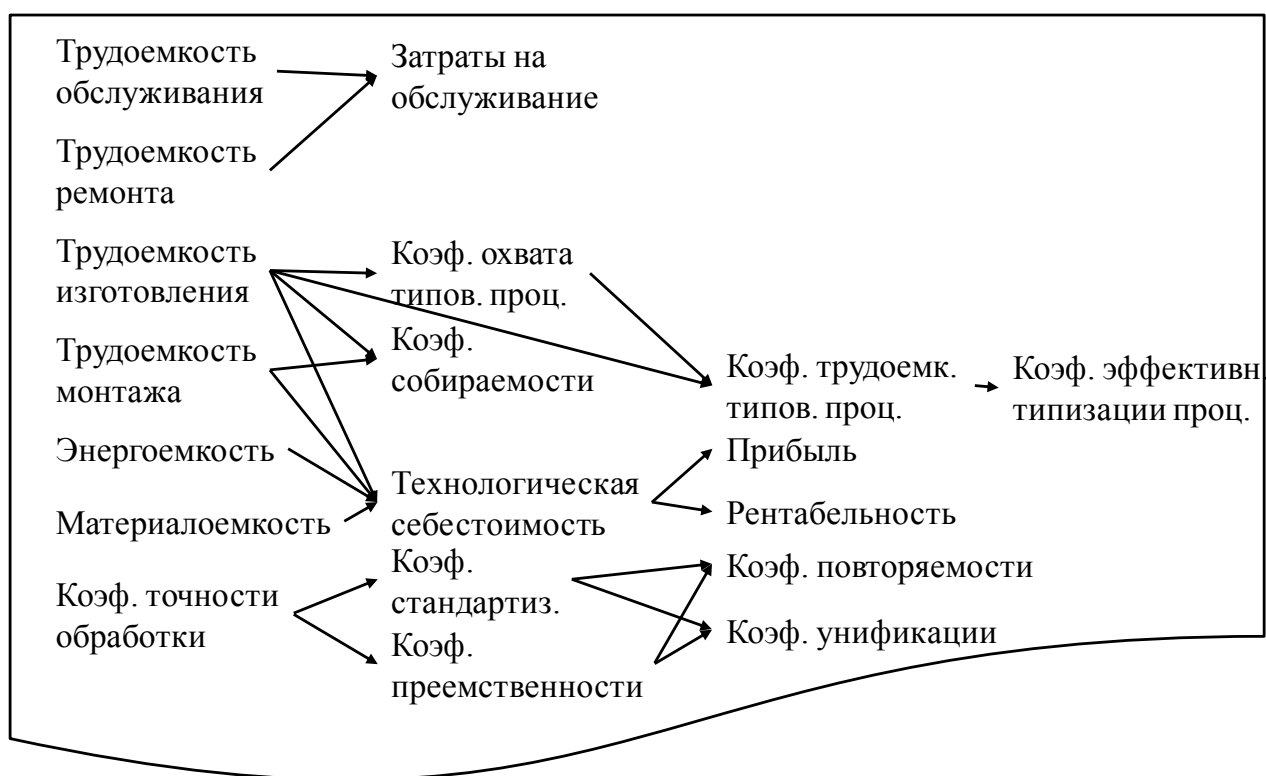 Трудоемкость
обслуживания
Затраты на
обслуживание
Трудоемкость
ремонта
Трудоемкость
изготовления
Коэф. охвата
типов. проц.
Трудоемкость
монтажа
Коэф.
собираемости
Коэф. трудоемк.
типов. проц.
Коэф. эффективн.
типизации проц.
Энергоемкость
Прибыль
Материалоемкость
Технологическая
себестоимость
Рентабельность
Коэф. точности
обработки
Коэф.
стандартиз.
Коэф. повторяемости
Коэф.
преемственности
Коэф. унификации